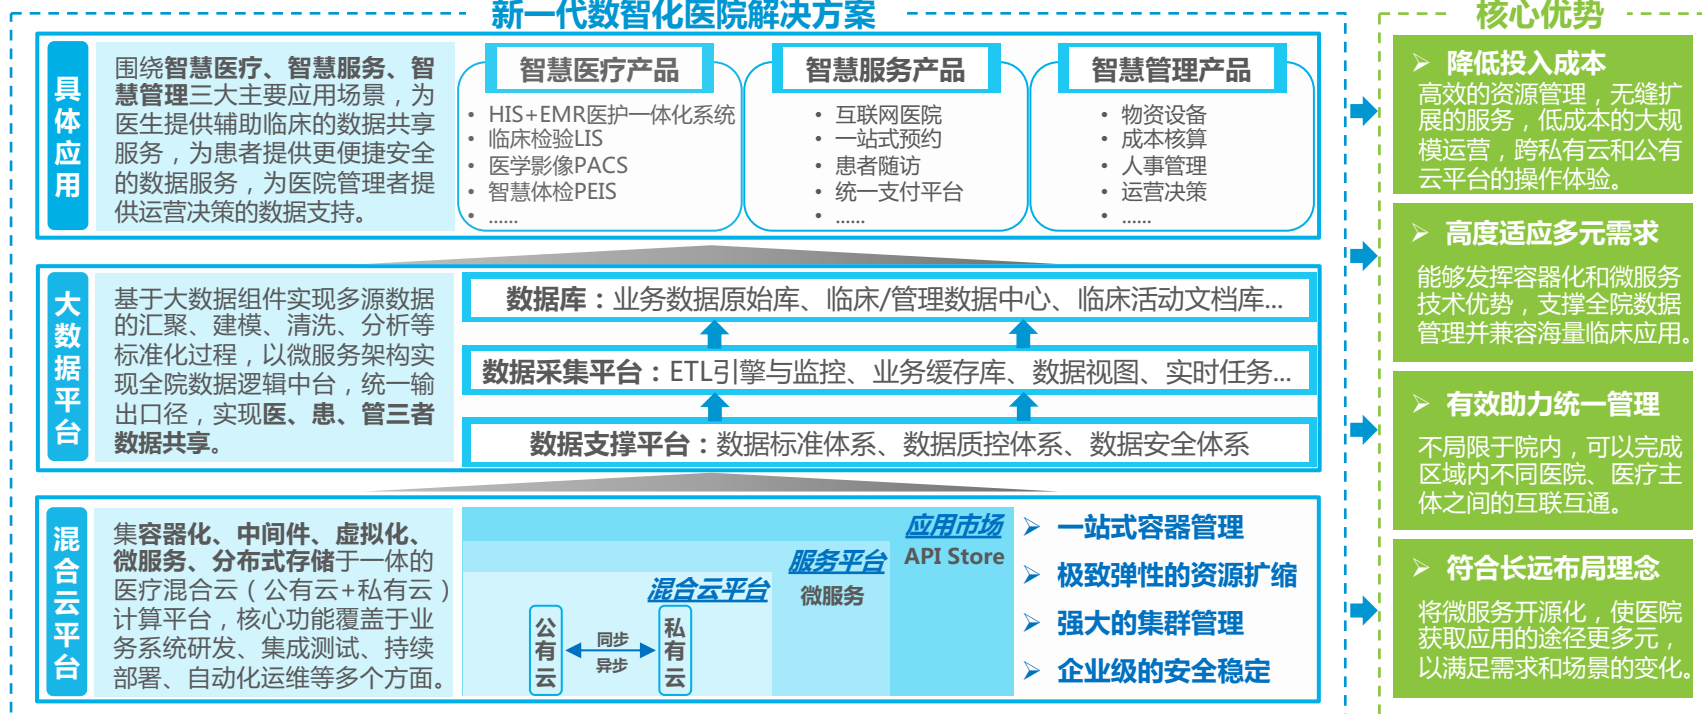 新一代数智化医院解决方案
具体应用
围绕智慧医疗、智慧服务、智
慧管理三大主要应用场景，为
医生提供辅助临床的数据共享
服务，为患者提供更便捷安全
的数据服务，为医院管理者提
供运营决策的数据支持。
智慧医疗产品
• HIS+EMR医护一体化系统
• 临床检验LIS
• 医学影像PACS
• 智慧体检PEIS
• ......
智慧服务产品
• 互联网医院
• 一站式预约
• 患者随访
• 统一支付平台
• ......
智慧管理产品
• 物资设备
• 成本核算
• 人事管理
• 运营决策
• ......
大数据平台
基于大数据组件实现多源数据
的汇聚、建模、清洗、分析等
标准化过程，以微服务架构实
现全院数据逻辑中台，统一输
出口径，实现医、患、管三者
数据共享。
数据库：业务数据原始库、临床/管理数据中心、临床活动文档库...
数据采集平台：ETL引擎与监控、业务缓存库、数据视图、实时任务...
数据支撑平台：数据标准体系、数据质控体系、数据安全体系
混合云平台
集容器化、中间件、虚拟化、
微服务、分布式存储于一体的
医疗混合云（公有云+私有云）
计算平台，核心功能覆盖于业
务系统研发、集成测试、持续
部署、自动化运维等多个方面。
应用市场
API Store
服务平台
微服务
混合云平台
公有云
同步
异步
私有云
➢ 一站式容器管理
➢ 极致弹性的资源扩缩
➢ 强大的集群管理
➢ 企业级的安全稳定
核心优势
➢ 降低投入成本
高效的资源管理，无缝扩
展的服务，低成本的大规
模运营，跨私有云和公有
云平台的操作体验。
➢ 高度适应多元需求
能够发挥容器化和微服务
技术优势，支撑全院数据
管理并兼容海量临床应用。
➢ 有效助力统一管理
不局限于院内，可以完成
区域内不同医院、医疗主
体之间的互联互通。
➢ 符合长远布局理念
将微服务开源化，使医院
获取应用的途径更多元，
以满足需求和场景的变化。